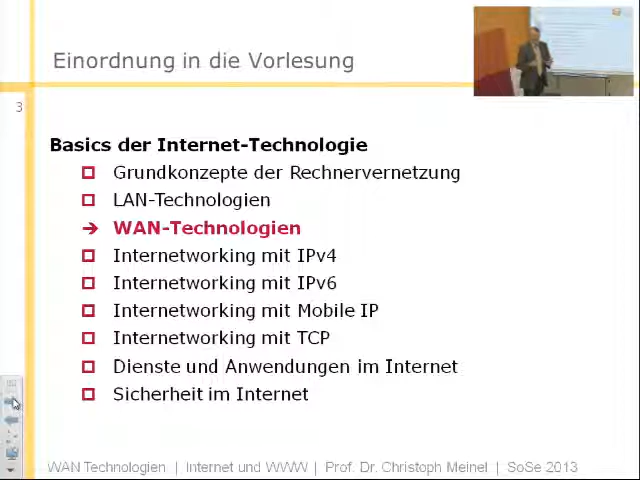 Einordnung in die Vorlesung
3
Basics der Internet-Technologie
Grundkonzepte der Rechnervernetzung
LAN-Technologien
WAN-Technologien
Internetworking mit IPv4
Internetworking mit IPv6
Internetworking mit Mobile IP
Internetworking mit TCP
Dienste und Anwendungen im Internet
Sicherheit im Internet
WAN Technologien | Internet und WWW | Prof. Dr. Christoph Meinel | SoSe 2013